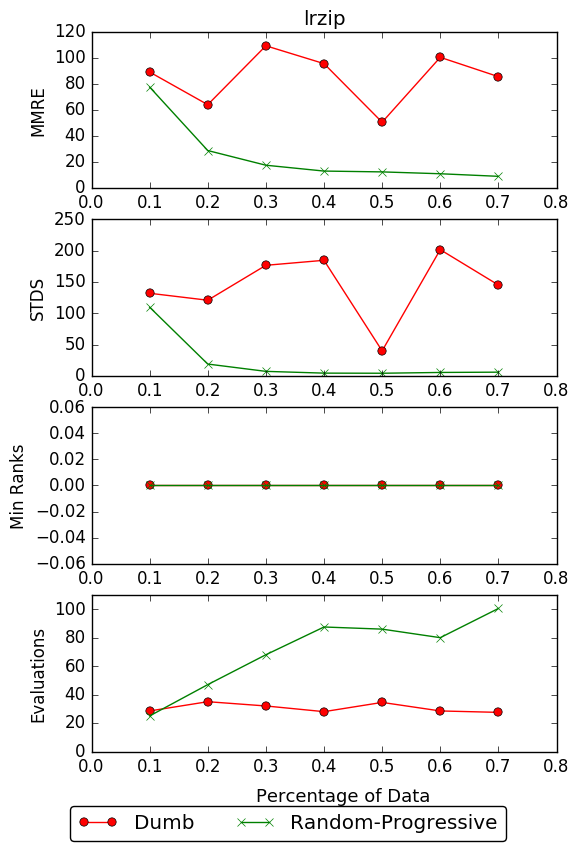 lrzip
120
100
80
60
40
20
0
MMRE
0.0 0.1 0.2 0.3 0.4 0.5 0.6 0.7 0.8
250
200
150
100
50
0
STDS
0.0 0.1 0.2 0.3 0.4 0.5 0.6 0.7 0.8
0.06
0.04
0.02
0.00
−0.02
−0.04
−0.06
Min Ranks
0.0 0.1 0.2 0.3 0.4 0.5 0.6 0.7 0.8
100
80
60
40
20
0
Evaluations
0.0 0.1 0.2 0.3 0.4 0.5 0.6 0.7 0.8
Percentage of Data
Dumb Random-Progressive